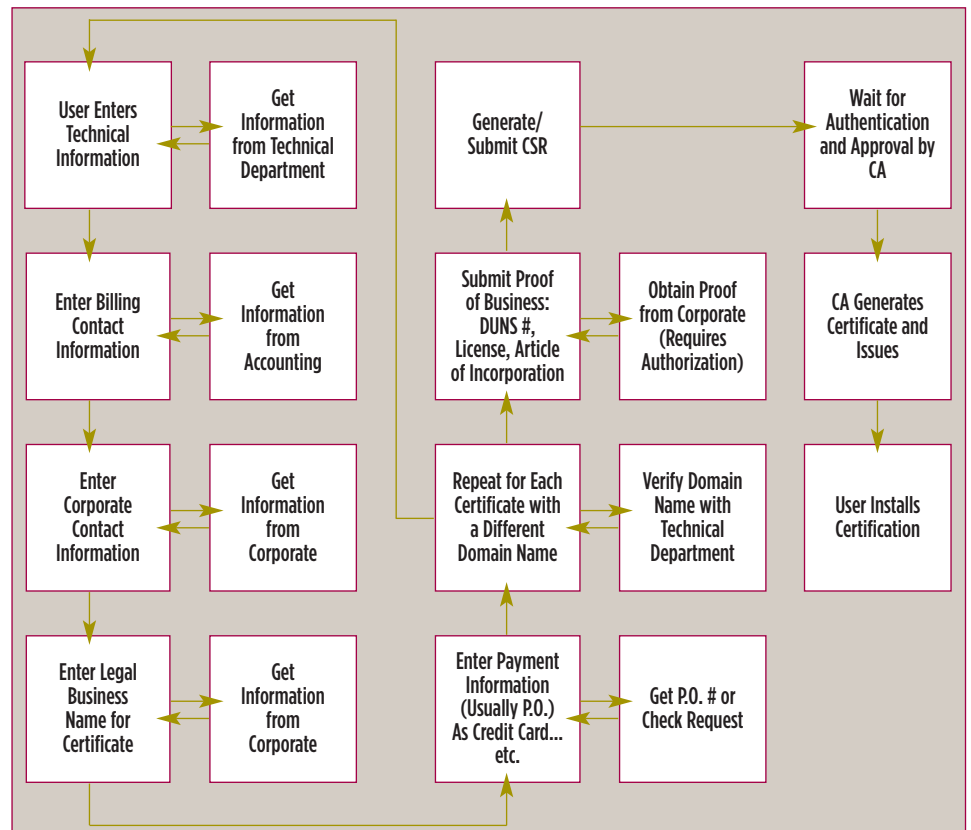 User Enters
Technical
Information
Get
Information
from Technical
Department
Enter Billing
Contact
Information
Get
Information
from
Accounting
Enter
Corporate
Contact
Information
Get
Information
from
Corporate
Enter Legal
Business
Name for
Certificate
Get
Information
from
Corporate
Enter Payment
Information
(Usually P.O.)
As Credit Card...
etc.
Get P.O. # or
Check Request
Repeat for Each
Certificate with
a Different
Domain Name
Verify Domain
Name with
Technical
Department
Submit Proof
of Business:
DUNS #,
License, Article
of Incorporation
Obtain Proof
from Corporate
(Requires
Authorization)
Generate/
Submit CSR
Wait for
Authentication
and Approval by
CA
CA Generates
Certificate and
Issues
User Installs
Certification